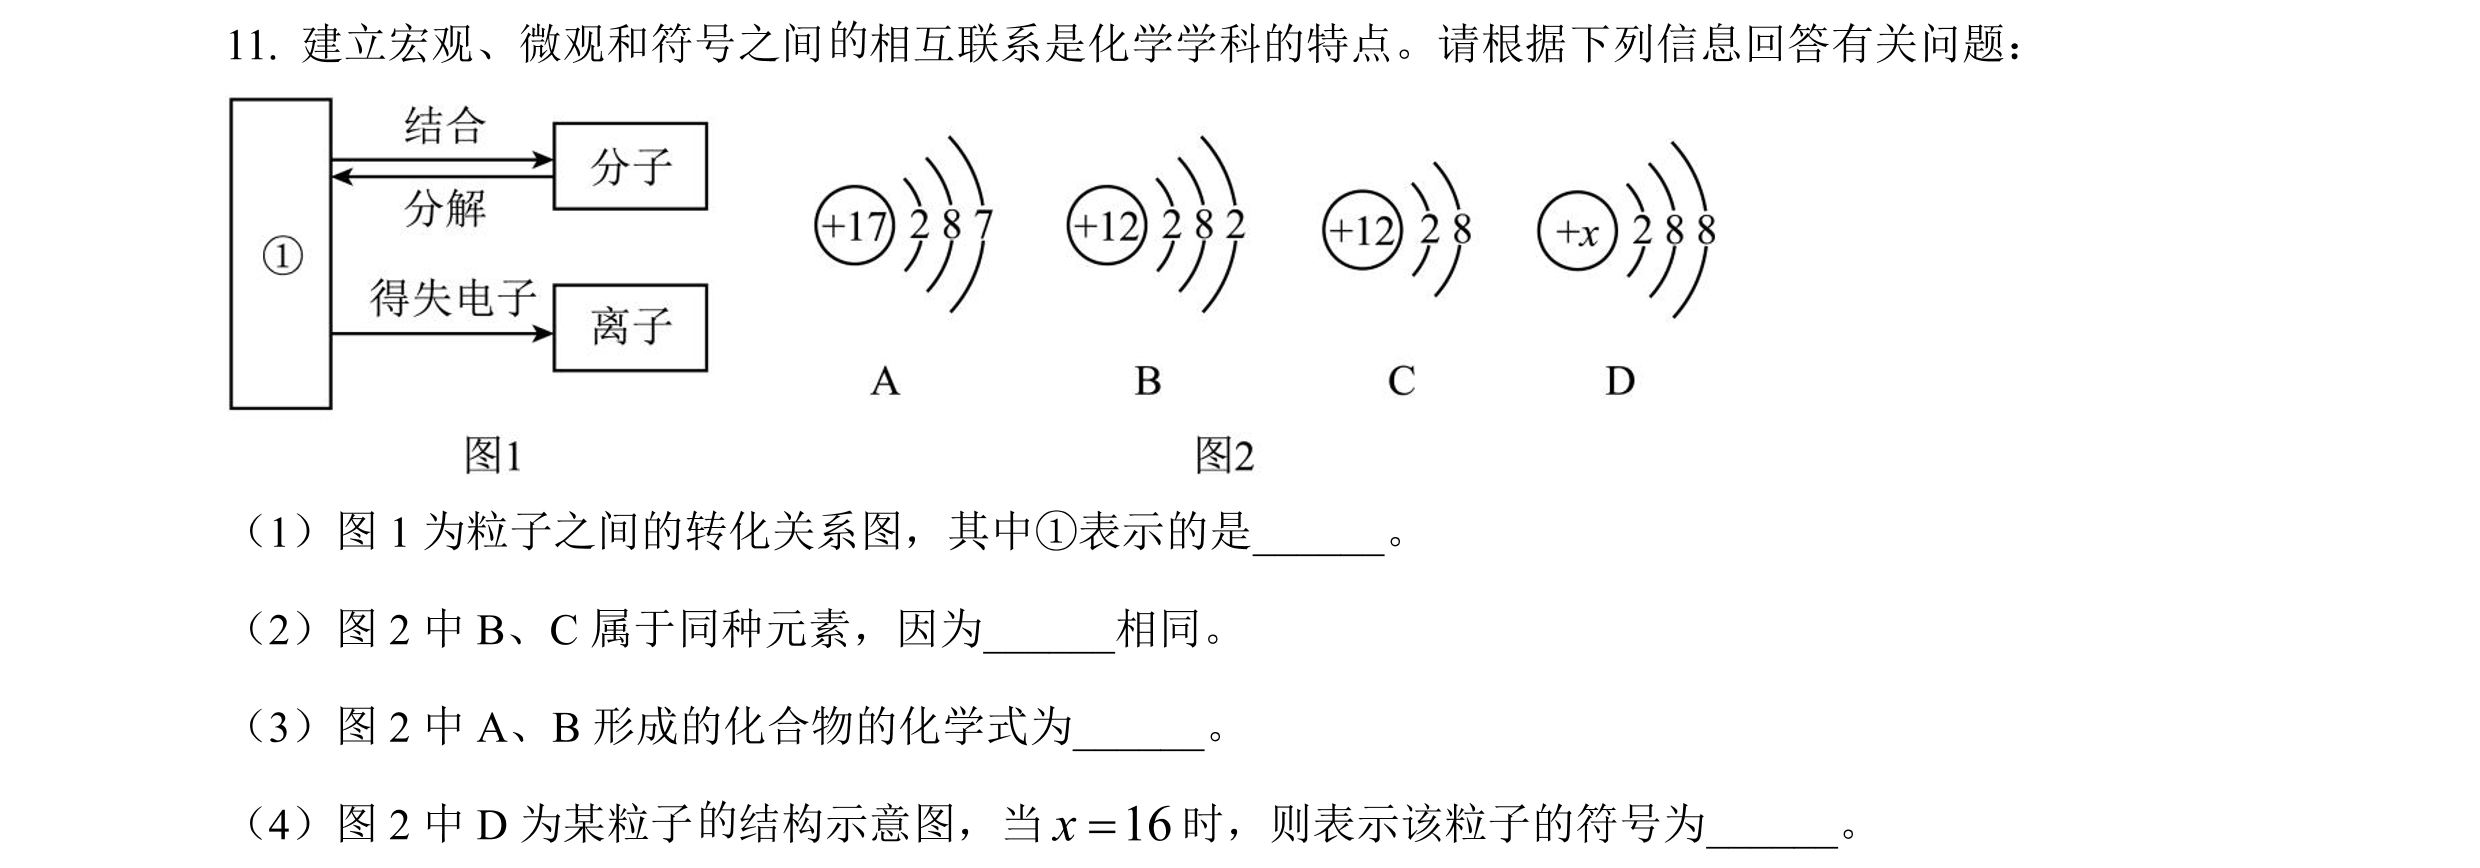 11. 建立宏观、微观和符号之间的相互联系是化学学科的特点。请根据下列信息回答有关问题：
①
结合
分解
分子
得失电子
离子
图1
+17 2 8 7
+12 2 8 2
+12 2 8
+x 2 8 8
A
B
C
D
图2
（1）图 1 为粒子之间的转化关系图，其中①表示的是______。
（2）图 2 中 B、C 属于同种元素，因为______相同。
（3）图 2 中 A、B 形成的化合物的化学式为______。
（4）图 2 中 D 为某粒子的结构示意图，当 x = 16 时，则表示该粒子的符号为______。